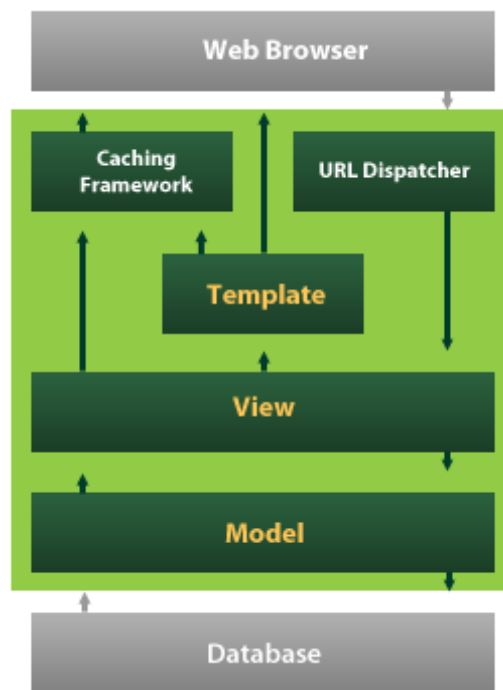 Web Browser
Caching
Framework
URL Dispatcher
Template
View
Model
Database